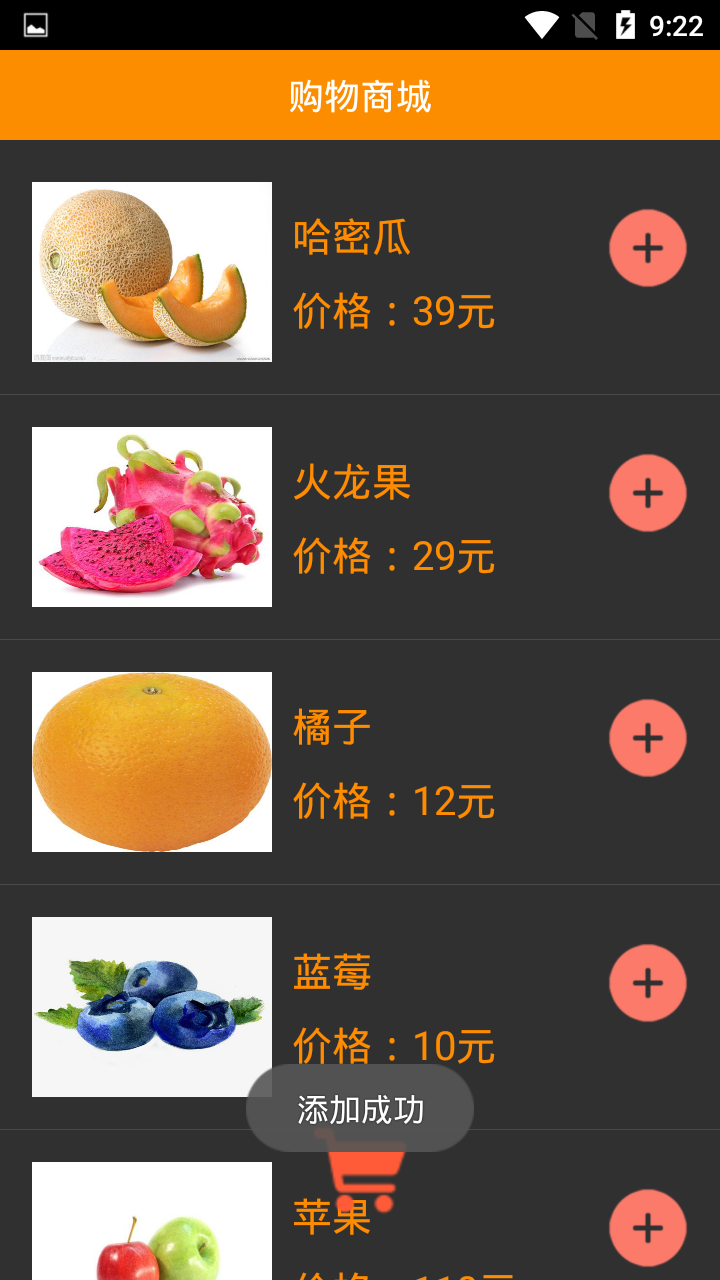 9:22
购物商城
哈密瓜
价格：39元
火龙果
价格：29元
橘子
价格：12元
蓝莓
价格：10元
添加成功
苹果